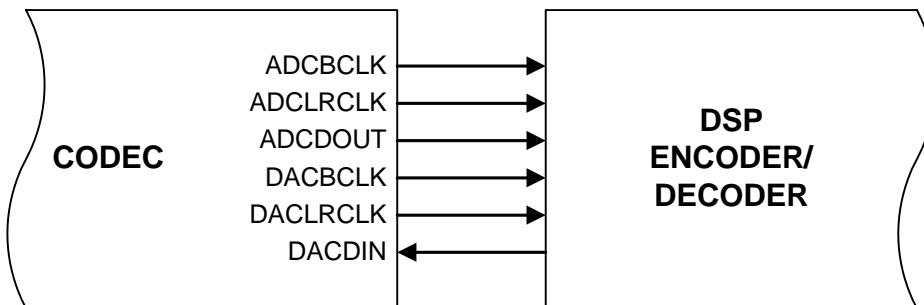 ADCBCLK
ADCLRCLK
ADCDOUT
CODEC
DACBCLK
DACLRCLK
DACDIN
DSP
ENCODER/
DECODER